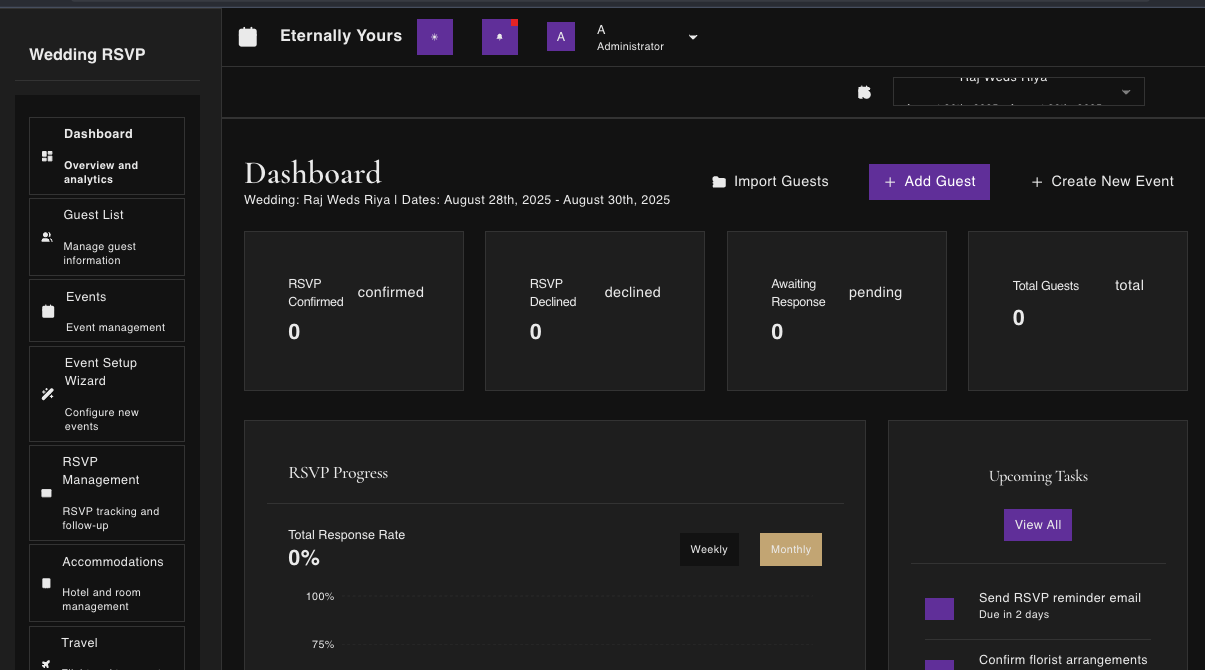 Wedding RSVP
Eternally Yours
A
A
Administrator
Raj Weds Riya
Dashboard
Overview and
analytics
Guest List
Manage guest
information
Events
Event management
Event Setup
Wizard
Configure new
events
RSVP
Management
RSVP tracking and
follow-up
Accommodations
Hotel and room
management
Travel
Dashboard
Wedding: Raj Weds Riya | Dates: August 28th, 2025 - August 30th, 2025
Import Guests
+ Add Guest
+ Create New Event
RSVP
Confirmed
confirmed
0
RSVP
Declined
declined
0
Awaiting
Response
pending
0
Total Guests
total
0
RSVP Progress
Total Response Rate
0%
Weekly
Monthly
100%
75%
Upcoming Tasks
View All
Send RSVP reminder email
Due in 2 days
Confirm florist arrangements